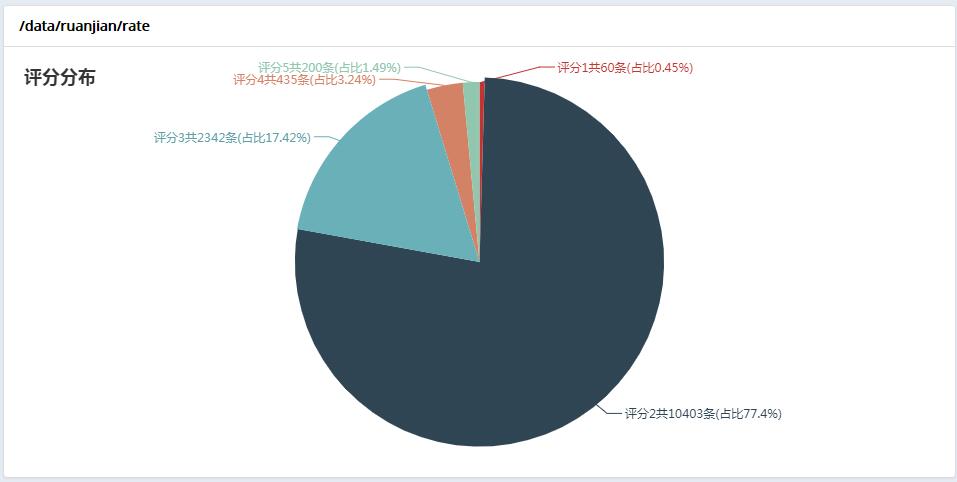 /data/ruanjian/rate
评分分布
评分5共200条(占比1.49%)
评分1共60条(占比0.45%)
评分4共435条(占比3.24%)
评分3共2342条(占比17.42%)
评分2共10403条(占比77.4%)